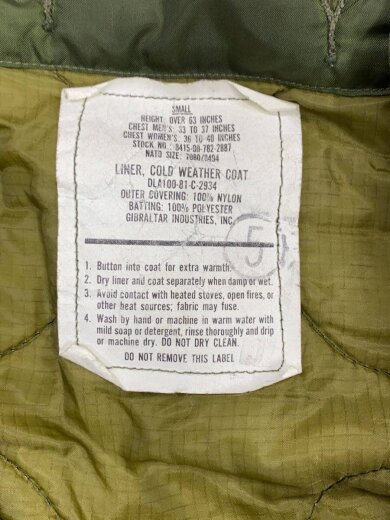 SMALL
HEIGHT: OVER 63 INCHES
CHEST MEN'S: 33 TO 37 INCHES
CHEST WOMEN'S: 36 TO 40 INCHES
STOCK NO.: 8415-00-782-2887
NATO SIZE: 7080/9494
LINER, COLD WEATHER COAT
DLA100-81-C-2934
OUTER COVERING: 100% NYLON
BATTING: 100% POLYESTER
GIBRALTAR INDUSTRIES, INC.
5
1. Button into coat for extra warmth.
2. Dry liner and coat separately when damp or wet.
3. Avoid contact with heated stoves, open fires, or
other heat sources; fabric may fuse.
4. Wash by hand or machine in warm water with
mild soap or detergent, rinse thoroughly and drip
or machine dry. DO NOT DRY CLEAN.
DO NOT REMOVE THIS LABEL